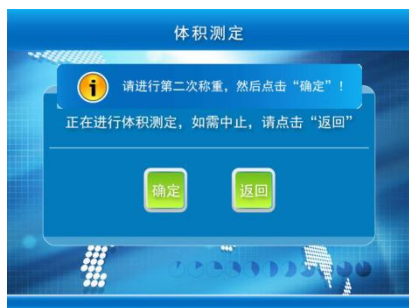 体积测定
请进行第二次称重，然后点击“确定”！
正在进行体积测定，如需中止，请点击“返回”
确定
返回